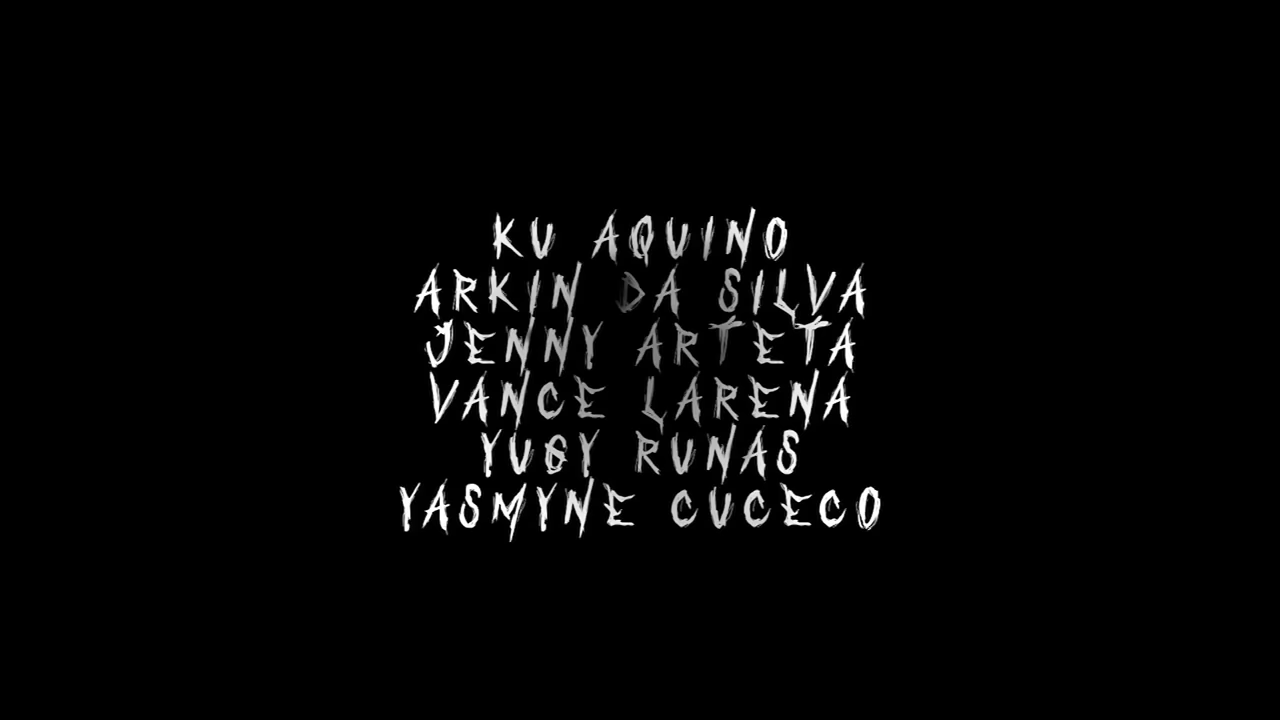 KU AQUINO
ARKIN DA SILVA
JENNY ARTETA
VANCE LARENA
YUGY RUNAS
YASMYNE CUCECO